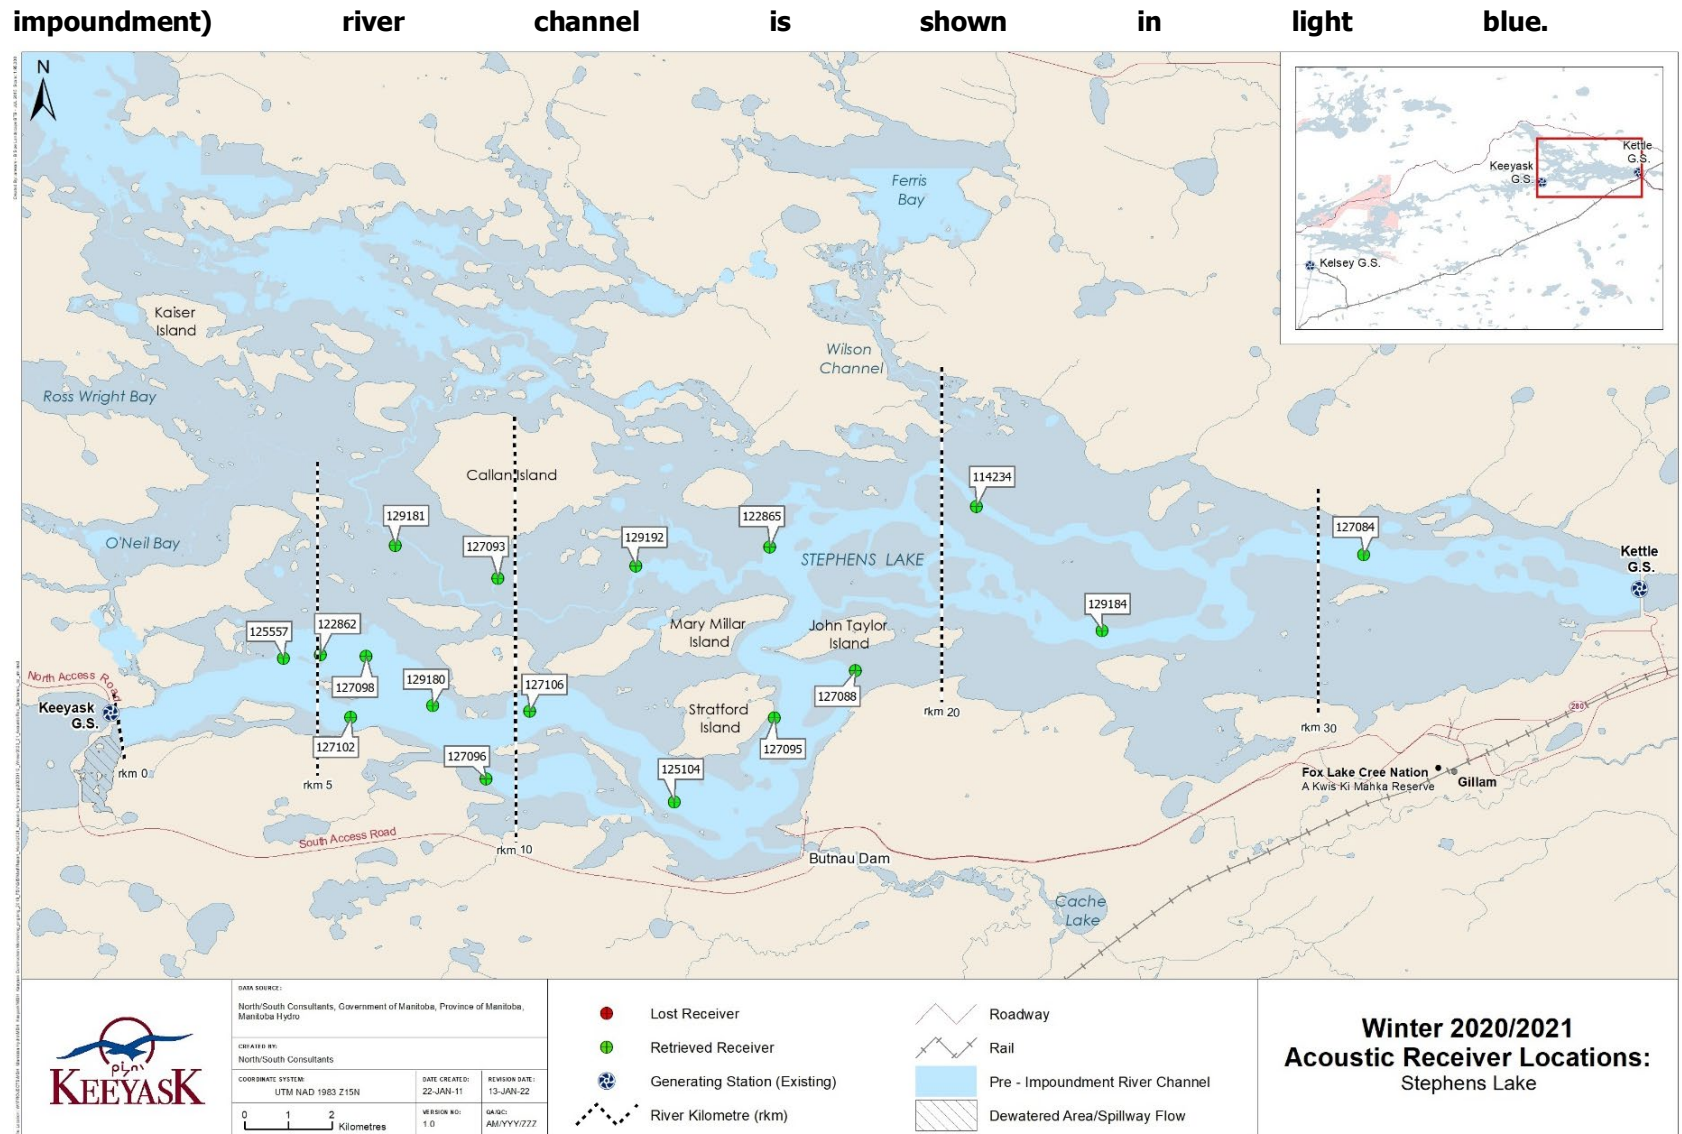 impoundment) river channel is shown in light blue.
N
Ferris
Bay
Keeyask
G.S.
Kettle
G.S.
Kelsey G.S.
Kaiser
Island
Wilson
Channel
Ross Wright Bay
Callan Island
114234
129181
127093
129192
122865
127084
O'Neil Bay
STEPHENS LAKE
Kettle
G.S.
129184
125557
122862
Mary Millar
Island
John Taylor
Island
North Access Road
127098
129180
127106
127088
Keeyask
G.S.
Stratford
Island
rkm 20
rkm 30
127102
127095
280
rkm 0
127096
125104
rkm 5
Fox Lake Cree Nation
A Kwis Ki Mahka Reserve
Gillam
South Access Road
rkm 10
Butnau Dam
Cache
Lake
KEEYASK
DATA SOURCE:
North/South Consultants, Government of Manitoba, Province of Manitoba,
Manitoba Hydro
CREATED BY:
North/South Consultants
COORDINATE SYSTEM:
UTM NAD 1983 Z15N
DATE CREATED:
22-JAN-11
REVISION DATE:
13-JAN-22
0 1 2 Kilometres
VERSION NO:
1.0
QA/QC:
AM/YYY/ZZZ
Lost Receiver
Retrieved Receiver
Generating Station (Existing)
River Kilometre (rkm)
Roadway
Rail
Pre - Impoundment River Channel
Dewatered Area/Spillway Flow
Winter 2020/2021
Acoustic Receiver Locations:
Stephens Lake